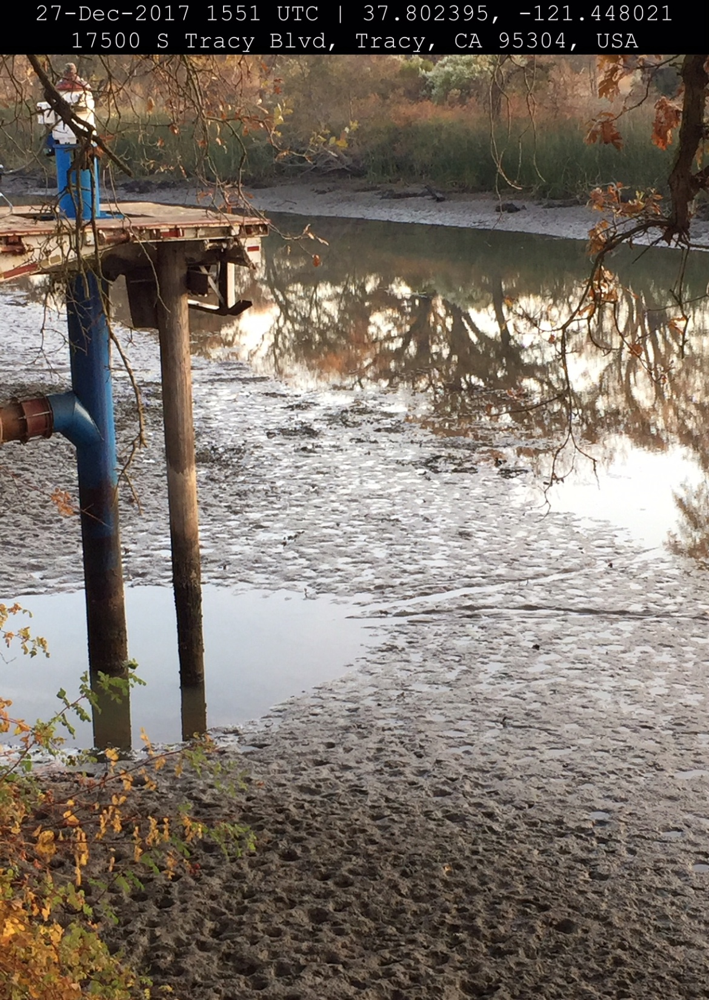 27-Dec-2017 1551 UTC | 37.802395, -121.448021
17500 S Tracy Blvd, Tracy, CA 95304, USA